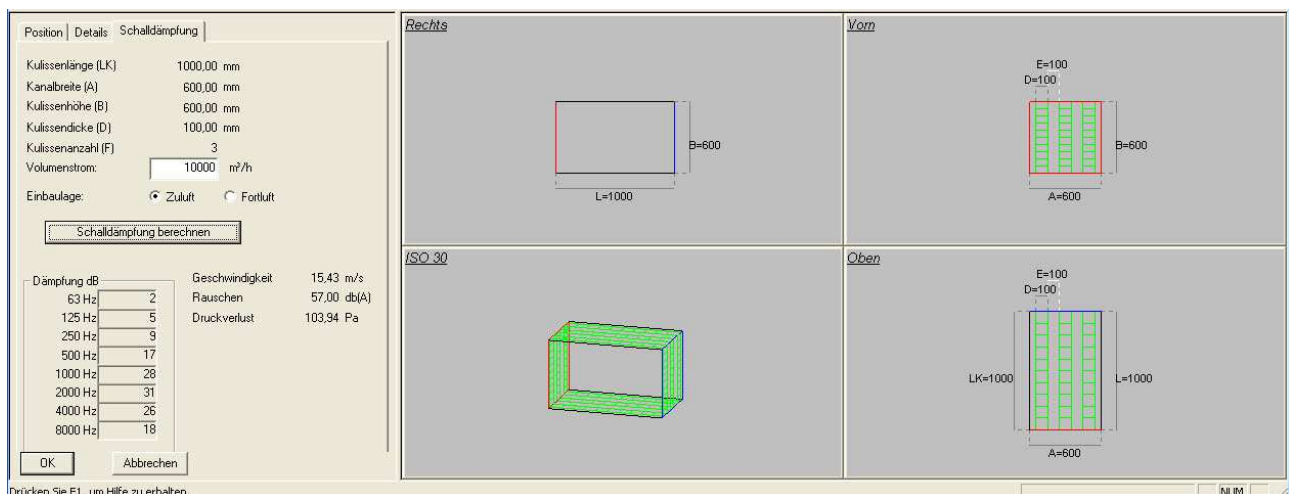 Position Details Schalldämpfung
Kulissenlänge (LK) 1000,00 mm
Kanalbreite (A) 600,00 mm
Kulissenhöhe (B) 600,00 mm
Kulissendicke (D) 100,00 mm
Kulissenanzahl (F) 3
Volumenstrom: 10000 m³/h
Einbaulage: Zuluft Fortluft
Schalldämpfung berechnen
Dämpfung dB
63 Hz 2
125 Hz 5
250 Hz 9
500 Hz 17
1000 Hz 28
2000 Hz 31
4000 Hz 26
8000 Hz 18
Geschwindigkeit 15,43 m/s
Rauschen 57,00 db(A)
Druckverlust 103,94 Pa
OK Abbrechen
Rechts
B=600
L=1000
Vorn
E=100
D=100
B=600
A=600
ISO 30
Oben
E=100
D=100
LK=1000 L=1000
A=600
Drücken Sie F1, um Hilfe zu erhalten. NUM